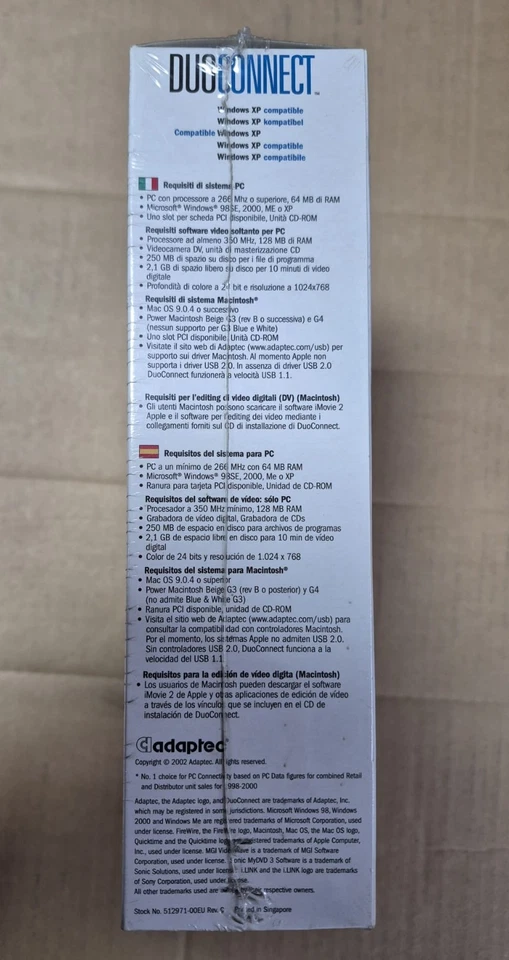 DUOCONNECT™
Windows XP compatible
Windows XP kompatibel
Compatible Windows XP
Windows XP compatible
Windows XP compatibile
Requisiti di sistema PC
• PC con processore a 266 Mhz o superiore, 64 MB di RAM
• Microsoft® Windows® 98SE, 2000, ME o XP
• Uno slot per scheda PCI disponibile, Unità CD-ROM
Requisiti software video soltanto per PC
• Processore ad almeno 350 MHz, 128 MB di RAM
• Videocamera DV, unità di masterizzazione CD
• 250 MB di spazio su disco per i file di programma
• 2,1 GB di spazio libero su disco per 10 minuti di video
digitale
• Profondità di colore a 24 bit e risoluzione a 1024x768
Requisiti di sistema Macintosh®
• Mac OS 9.0.4 o successivo
• Power Macintosh Beige G3 (rev B o successiva) e G4
(nessun supporto per G3 Blue e White)
• Uno slot PCI disponibile, Unità CD-ROM
• Visitate il sito web di Adaptec (www.adaptec.com/usb) per
supporto sui driver Macintosh. Al momento Apple non
supporta i driver USB 2.0. In assenza di driver USB 2.0
DuoConnect funzionerà a velocità USB 1.1.
Requisiti per l'editing di video digitali (DV) (Macintosh)
• Gli utenti Macintosh possono scaricare il software iMovie 2
Apple e il software per l'editing dei video mediante i
collegamenti forniti sul CD di installazione di DuoConnect.
Requisitos del sistema para PC
• PC a un mínimo de 266 MHz con 64 MB RAM
• Microsoft® Windows® 98SE, 2000, Me o XP
• Ranura para tarjeta PCI disponible, Unidad de CD-ROM
Requisitos del software de vídeo: sólo PC
• Procesador a 350 MHz mínimo, 128 MB RAM
• Grabadora de vídeo digital, Grabadora de CDs
• 250 MB de espacio en disco para archivos de programas
• 2,1 GB de espacio libre en disco para 10 min de vídeo
digital
• Color de 24 bits y resolución de 1.024 x 768
Requisitos del sistema para Macintosh®
• Mac OS 9.0.4 o superior
• Power Macintosh Beige G3 (rev B o posterior) y G4
(no admite Blue & White G3)
• Ranura PCI disponible, unidad de CD-ROM
• Visita el sitio web de Adaptec (www.adaptec.com/usb) para
consultar la compatibilidad con controladores Macintosh.
Por el momento, los sistemas Apple no admiten USB 2.0.
Sin controladores USB 2.0, DuoConnect funciona a la
velocidad del USB 1.1.
Requisitos para la edición de vídeo digita (Macintosh)
• Los usuarios de Macintosh pueden descargar el software
iMovie 2 de Apple y otras aplicaciones de edición de vídeo
a través de los vínculos que se incluyen en el CD de
instalación de DuoConnect.
adaptec®
Copyright © 2002 Adaptec. All rights reserved.
* No. 1 choice for PC Connectivity based on PC Data figures for combined Retail
and Distributor unit sales for 1998-2000
Adaptec, the Adaptec logo, and DuoConnect are trademarks of Adaptec, Inc.
which may be registered in some jurisdictions. Microsoft Windows 98, Windows
2000 and Windows Me are registered trademarks of Microsoft Corporation, used
under license. FireWire, the FireWire logo, Macintosh, Mac OS, the Mac OS logo,
Quicktime and the Quicktime logo are registered trademarks of Apple Computer,
Inc., used under license. MGI VideoWave is a trademark of MGI Software
Corporation, used under license. Sonic MyDVD 3 Software is a trademark of
Sonic Solutions, used under license. i.LINK and the i.LINK logo are trademarks
of Sony Corporation, used under license.
All other trademarks used are owned by their respective owners.
Stock No. 512971-00EU Rev. Printed in Singapore